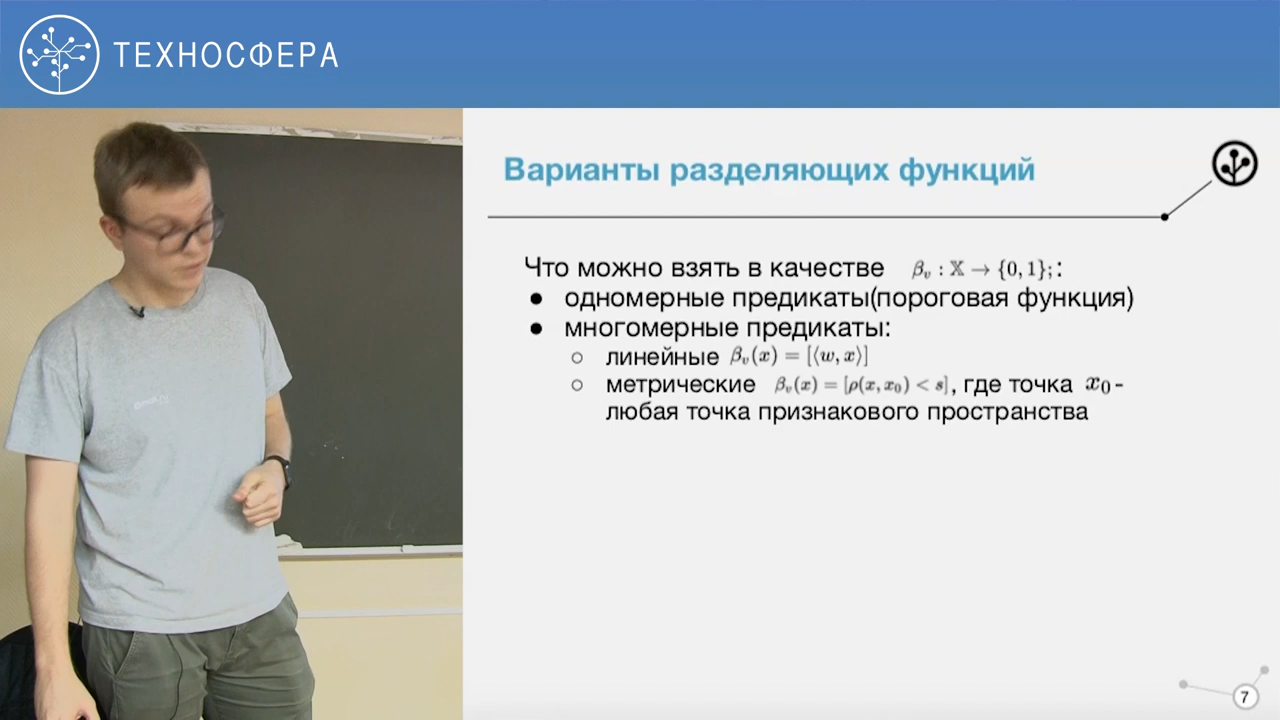 ТЕХНОСФЕРА
Варианты разделяющих функций
Что можно взять в качестве βᵥ : 𝕏 → {0, 1}; :
● одномерные предикаты(пороговая функция)
● многомерные предикаты:
○ линейные βᵥ(x) = [⟨w, x⟩]
○ метрические βᵥ(x) = [ρ(x, x₀) < s], где точка x₀ -
любая точка признакового пространства
7